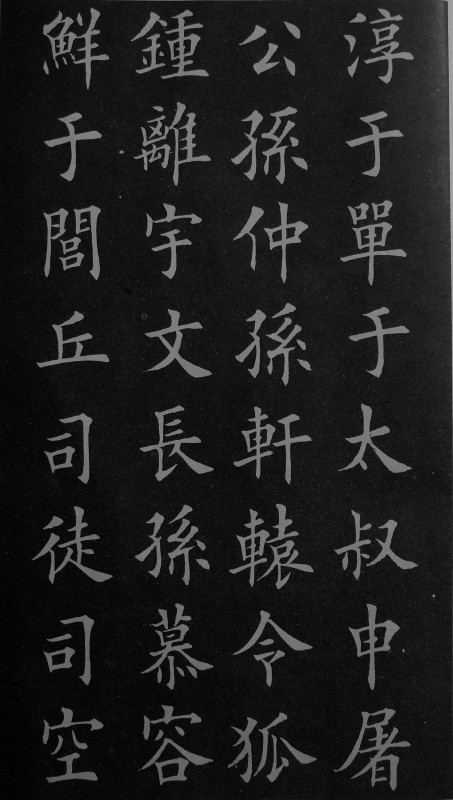 淳于單于太叔申屠
公孫仲孫軒轅令狐
鍾離宇文長孫慕容
鮮于閭丘司徒司空